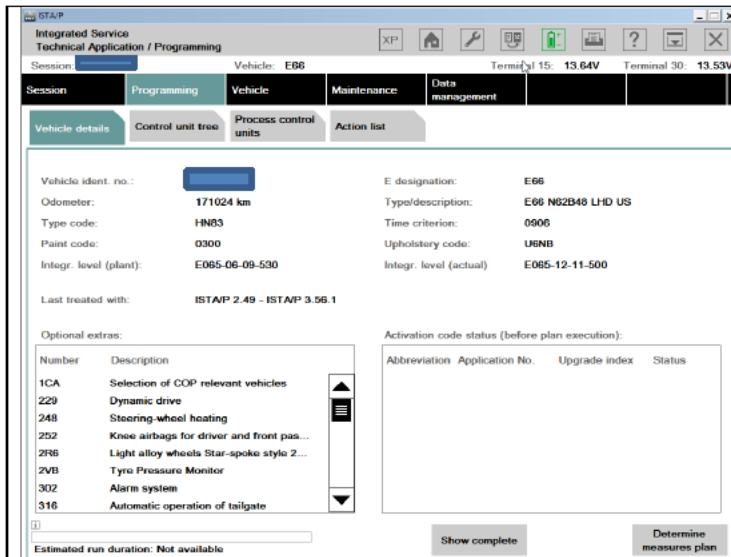 ISTA/P
Integrated Service
Technical Application / Programming
XP
?
Session:
Vehicle: E66
Terminal 15: 13.64V
Terminal 30: 13.53V
Session
Programming
Vehicle
Maintenance
Data
management
Vehicle details
Control unit tree
Process control
units
Action list
Vehicle ident. no.:
E designation: E66
Odometer: 171024 km
Type/description: E66 N62B48 LHD US
Type code: HN83
Time criterion: 0906
Paint code: 0300
Upholstery code: U6NB
Integr. level (plant): E065-06-09-530
Integr. level (actual) E065-12-11-500
Last treated with: ISTA/P 2.49 - ISTA/P 3.56.1
Optional extras:
Activation code status (before plan execution):
Number Description
Abbreviation Application No. Upgrade index Status
1CA Selection of COP relevant vehicles
229 Dynamic drive
248 Steering-wheel heating
252 Knee airbags for driver and front pas...
2R6 Light alloy wheels Star-spoke style 2...
2VB Tyre Pressure Monitor
302 Alarm system
316 Automatic operation of tailgate
i
Estimated run duration: Not available
Show complete
Determine
measures plan